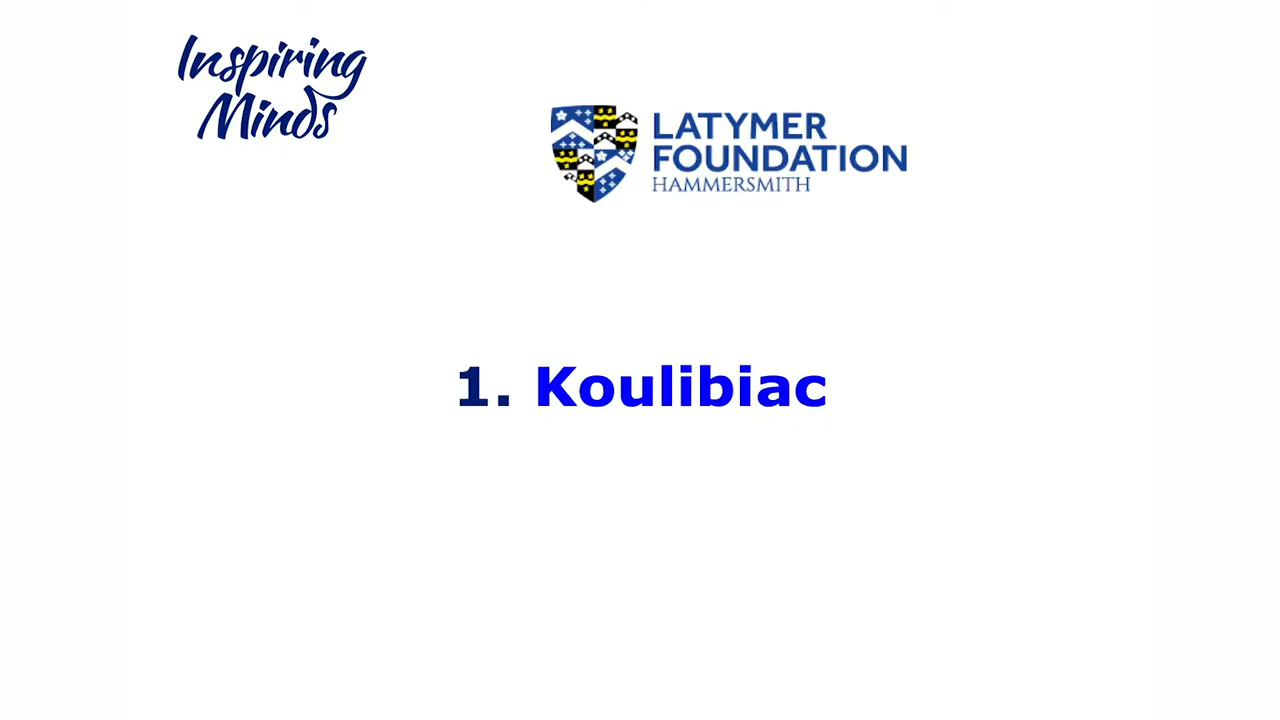 Inspiring
Minds
LATYMER
FOUNDATION
HAMMERSMITH
1. Koulibiac